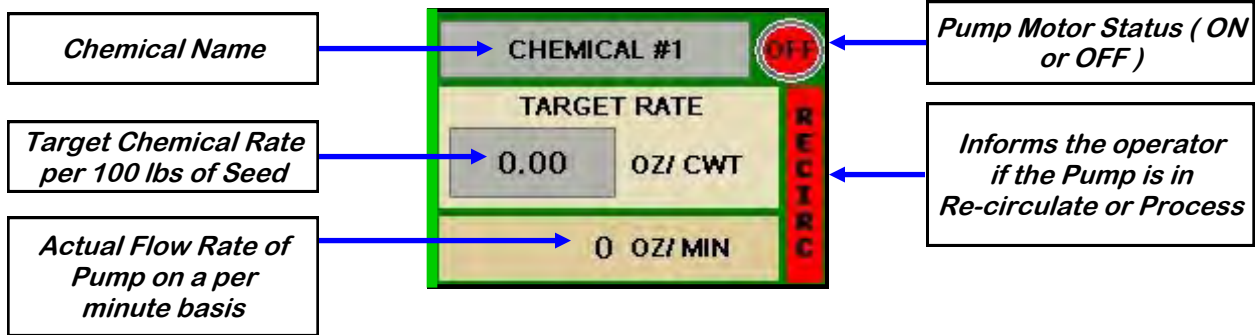 Chemical Name
Target Chemical Rate
per 100 lbs of Seed
Actual Flow Rate of
Pump on a per
minute basis
CHEMICAL #1
OFF
TARGET RATE
0.00 OZ/ CWT
0 OZ/ MIN
RECIRC
Pump Motor Status ( ON
or OFF )
Informs the operator
if the Pump is in
Re-circulate or Process